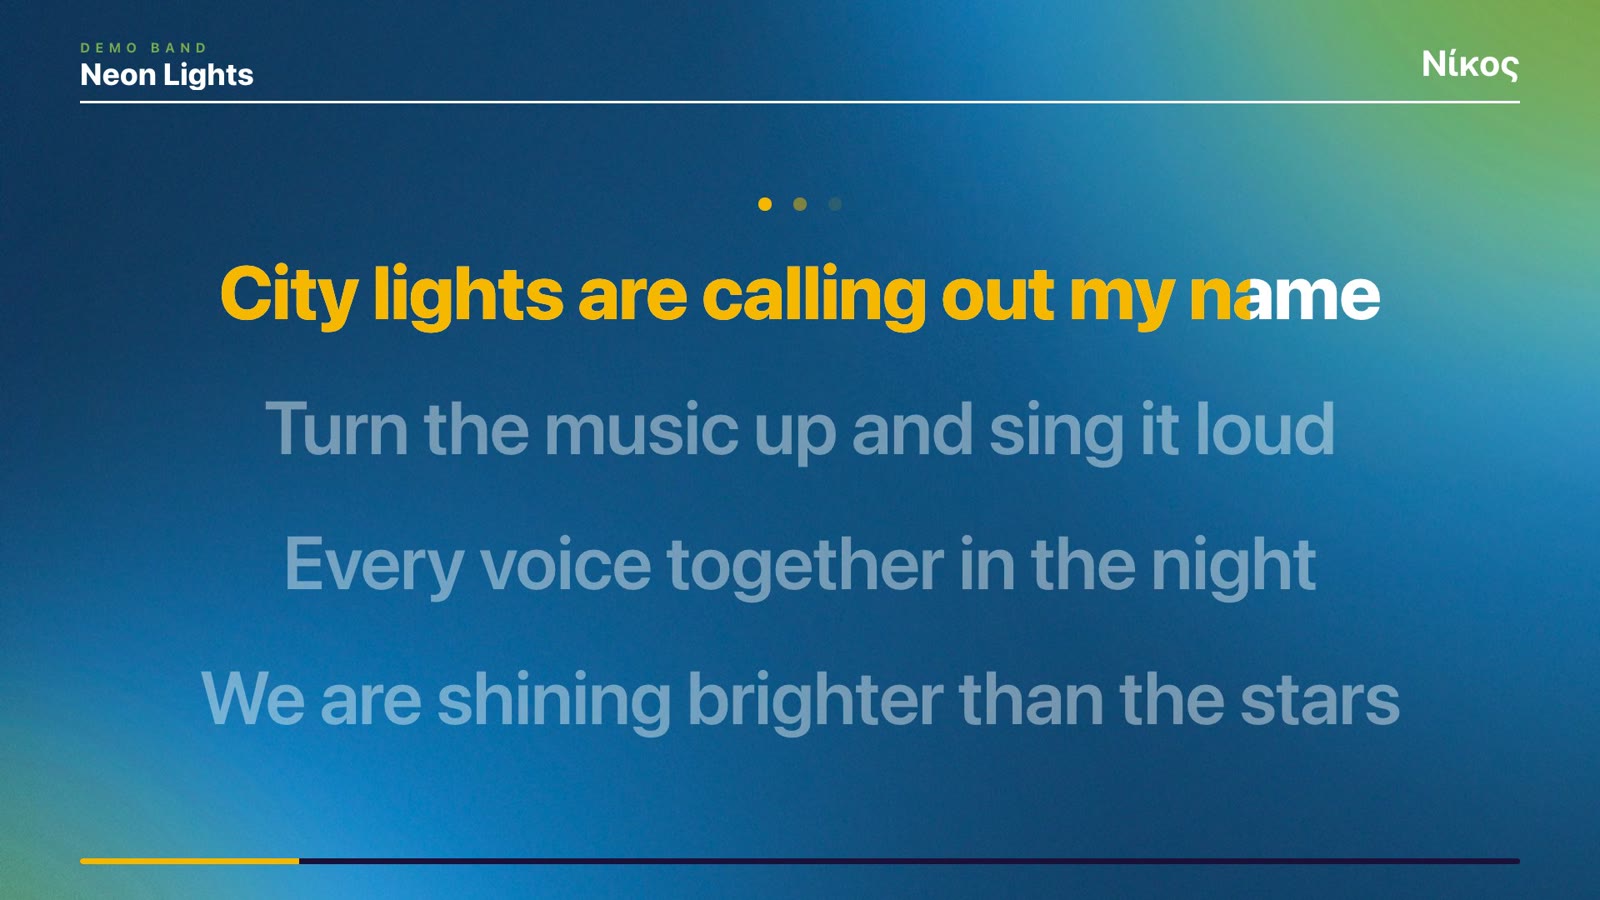 DEMO BAND
Neon Lights
Νίκος
City lights are calling out my name
Turn the music up and sing it loud
Every voice together in the night
We are shining brighter than the stars